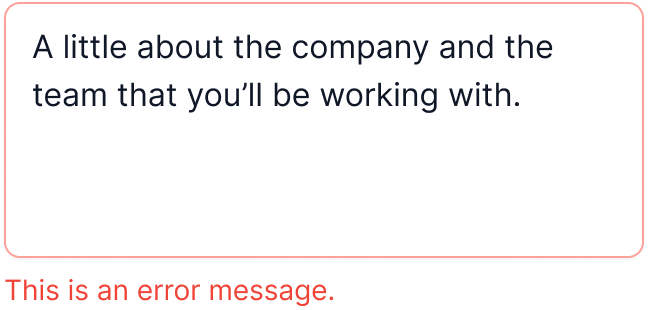 A little about the company and the
team that you’ll be working with.
This is an error message.